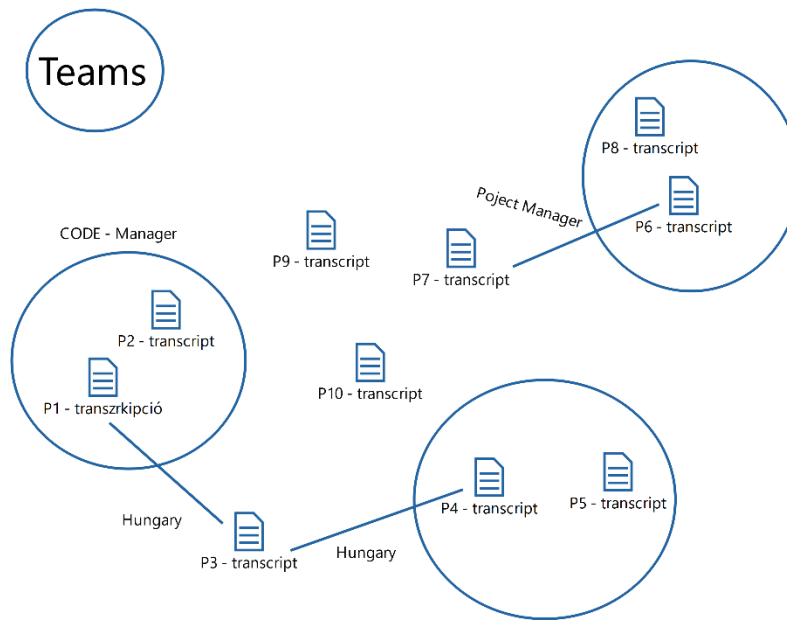 Teams
P8 - transcript
Poject Manager
P6 - transcript
CODE - Manager
P9 - transcript
P7 - transcript
P2 - transcript
P1 - transzrkipció
P10 - transcript
Hungary
P4 - transcript
P5 - transcript
P3 - transcript
Hungary